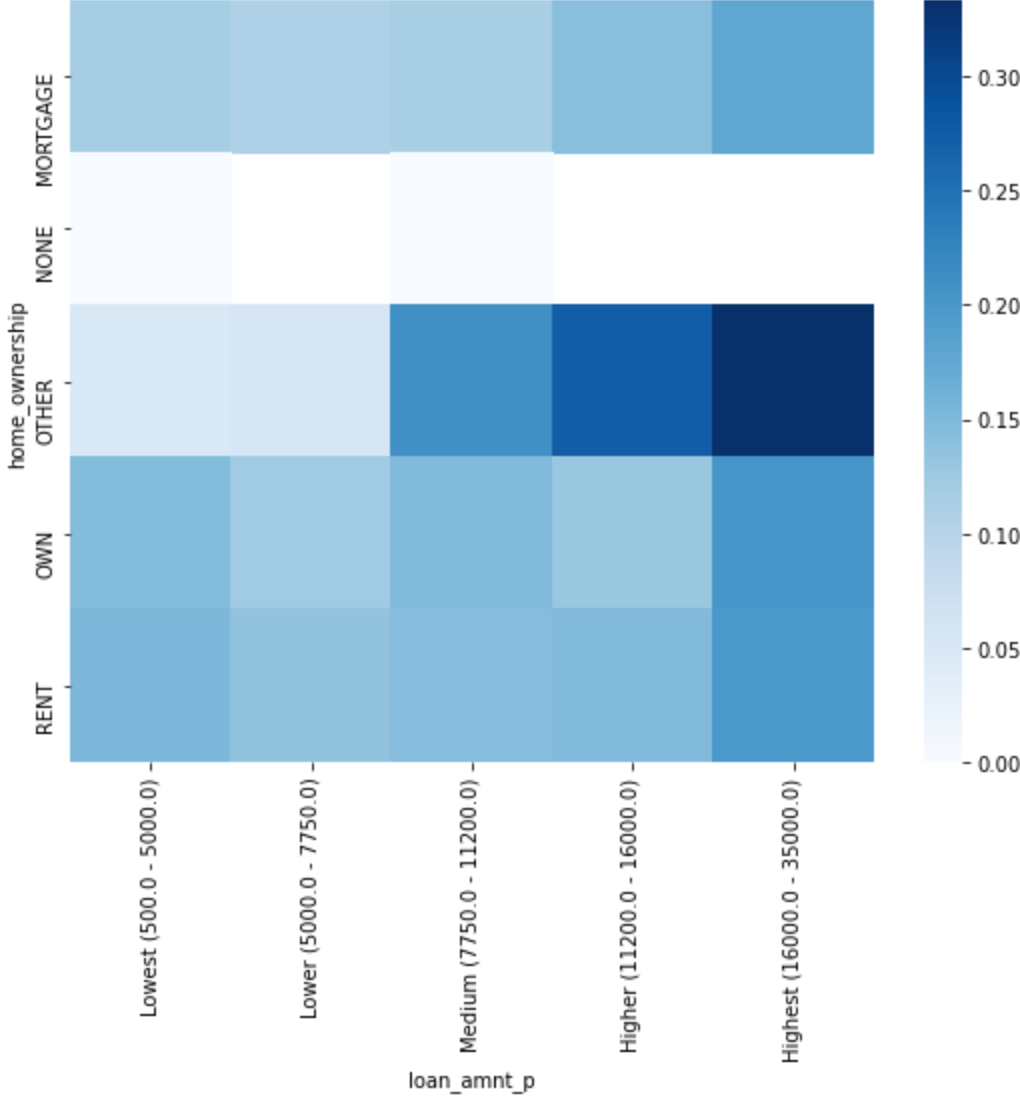 home_ownership
MORTGAGE
NONE
OTHER
OWN
RENT
0.30
0.25
0.20
0.15
0.10
0.05
0.00
Lowest (500.0 - 5000.0)
Lower (5000.0 - 7750.0)
Medium (7750.0 - 11200.0)
Higher (11200.0 - 16000.0)
Highest (16000.0 - 35000.0)
loan_amnt_p